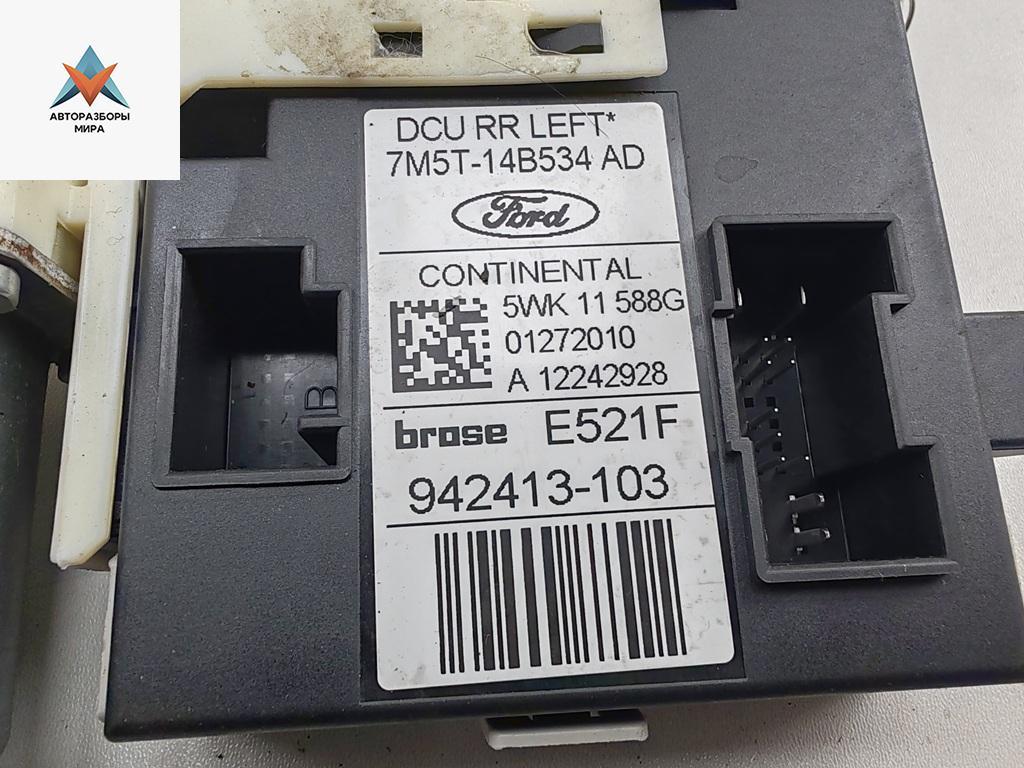 АВТОРАЗБОРЫ
МИРА
DCU RR LEFT*
7M5T-14B534 AD
Ford
CONTINENTAL
5WK 11 588G
01272010
A 12242928
brose E521F
942413-103
B